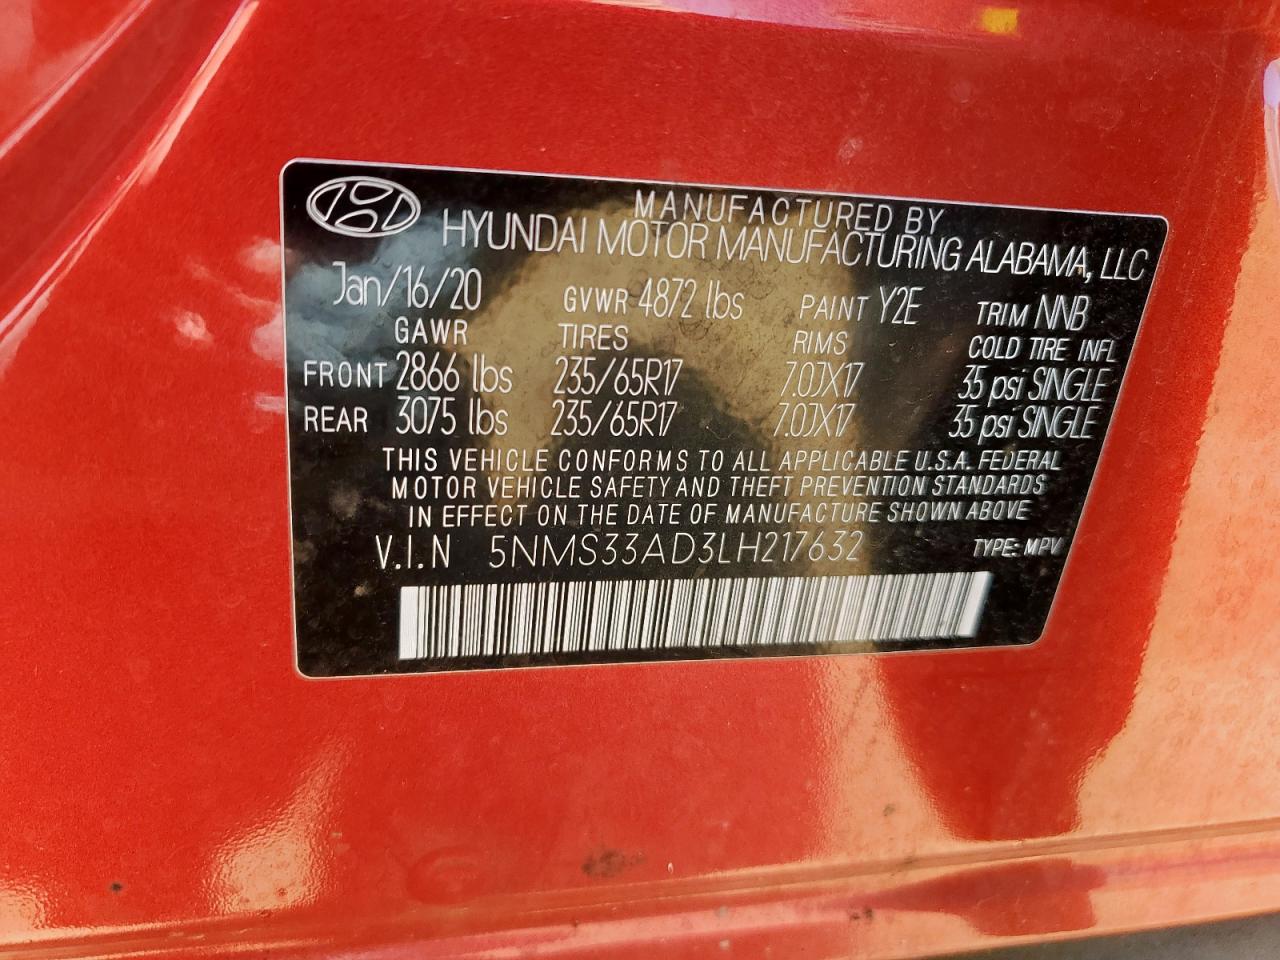 MANUFACTURED BY
HYUNDAI MOTOR MANUFACTURING ALABAMA, LLC
Jan/16/20 GVWR 4872 lbs PAINT Y2E TRIM NNB
GAWR TIRES RIMS COLD TIRE INFL
FRONT 2866 lbs 235/65R17 7.0JX17 35 psi SINGLE
REAR 3075 lbs 235/65R17 7.0JX17 35 psi SINGLE
THIS VEHICLE CONFORMS TO ALL APPLICABLE U.S.A. FEDERAL
MOTOR VEHICLE SAFETY AND THEFT PREVENTION STANDARDS
IN EFFECT ON THE DATE OF MANUFACTURE SHOWN ABOVE
V.I.N 5NMS33AD3LH217632 TYPE: MPV